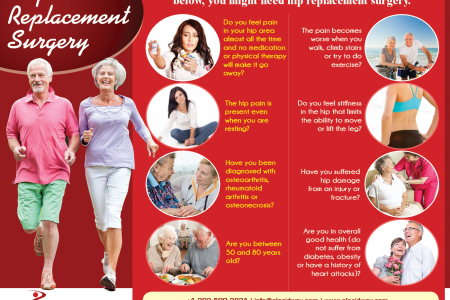 Replacement
Surgery
below, you might need hip replacement surgery.
Do you feel pain
in your hip area
almost all the time
and no medication
or physical therapy
will make it go
away?
The pain becomes
worse when you
walk, climb stairs
or try to do
exercise?
The hip pain is
present even
when you are
resting?
Do you feel stiffness
in the hip that limits
the ability to move
or lift the leg?
Have you been
diagnosed with
osteoarthritis,
rheumatoid
arthritis or
osteonecrosis?
Have you suffered
hip damage
from an injury or
fracture?
Are you between
50 and 80 years
old?
Are you in overall
good health (do
not suffer from
diabetes, obesity
or have a history of
heart attacks)?